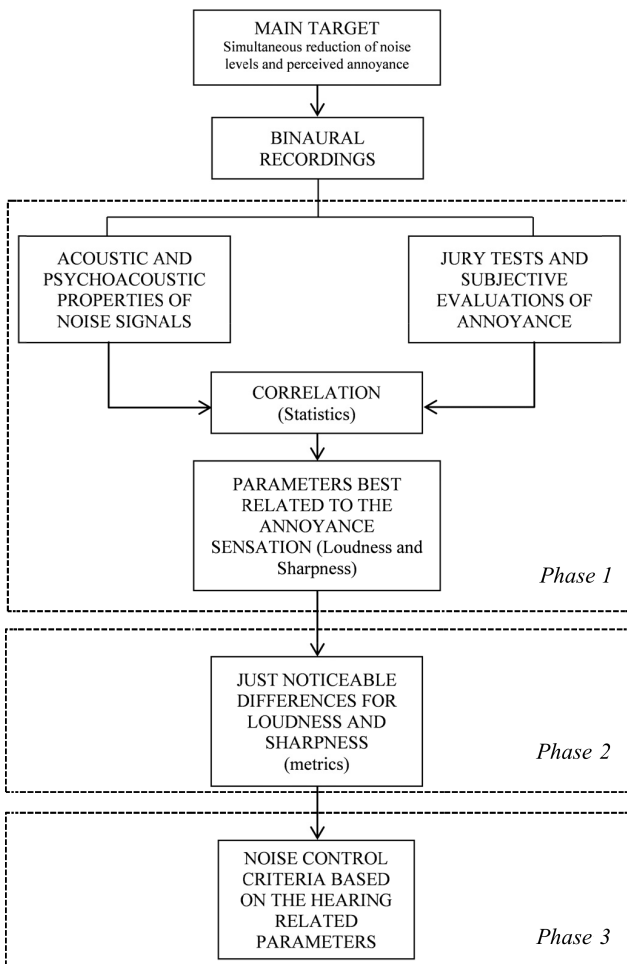 MAIN TARGET
Simultaneous reduction of noise
levels and perceived annoyance
BINAURAL
RECORDINGS
ACOUSTIC AND
PSYCHOACOUSTIC
PROPERTIES OF
NOISE SIGNALS
JURY TESTS AND
SUBJECTIVE
EVALUATIONS OF
ANNOYANCE
CORRELATION
(Statistics)
PARAMETERS BEST
RELATED TO THE
ANNOYANCE
SENSATION (Loudness and
Sharpness)
Phase 1
JUST NOTICEABLE
DIFFERENCES FOR
LOUDNESS AND
SHARPNESS
(metrics)
Phase 2
NOISE CONTROL
CRITERIA BASED
ON THE HEARING
RELATED
PARAMETERS
Phase 3